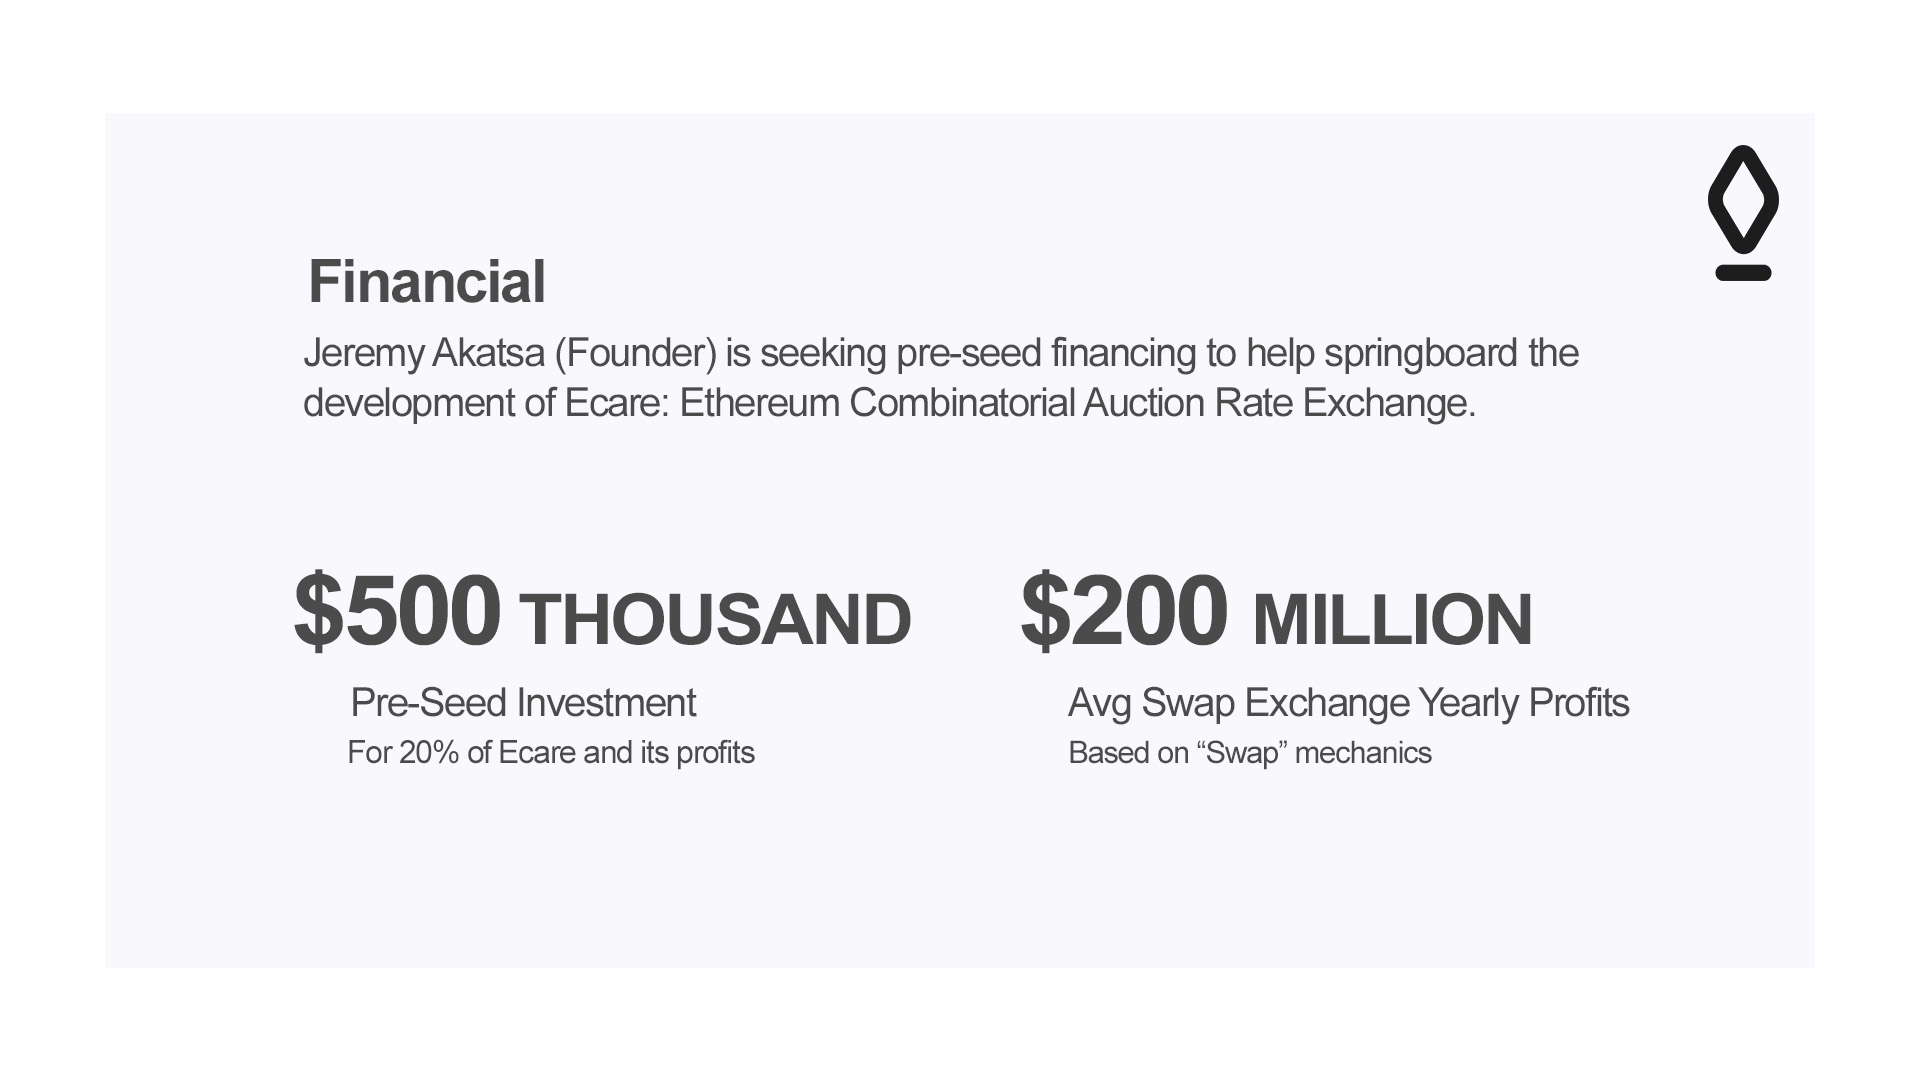 Financial
Jeremy Akatsa (Founder) is seeking pre-seed financing to help springboard the
development of Ecare: Ethereum Combinatorial Auction Rate Exchange.
$500 THOUSAND
Pre-Seed Investment
For 20% of Ecare and its profits
$200 MILLION
Avg Swap Exchange Yearly Profits
Based on “Swap” mechanics